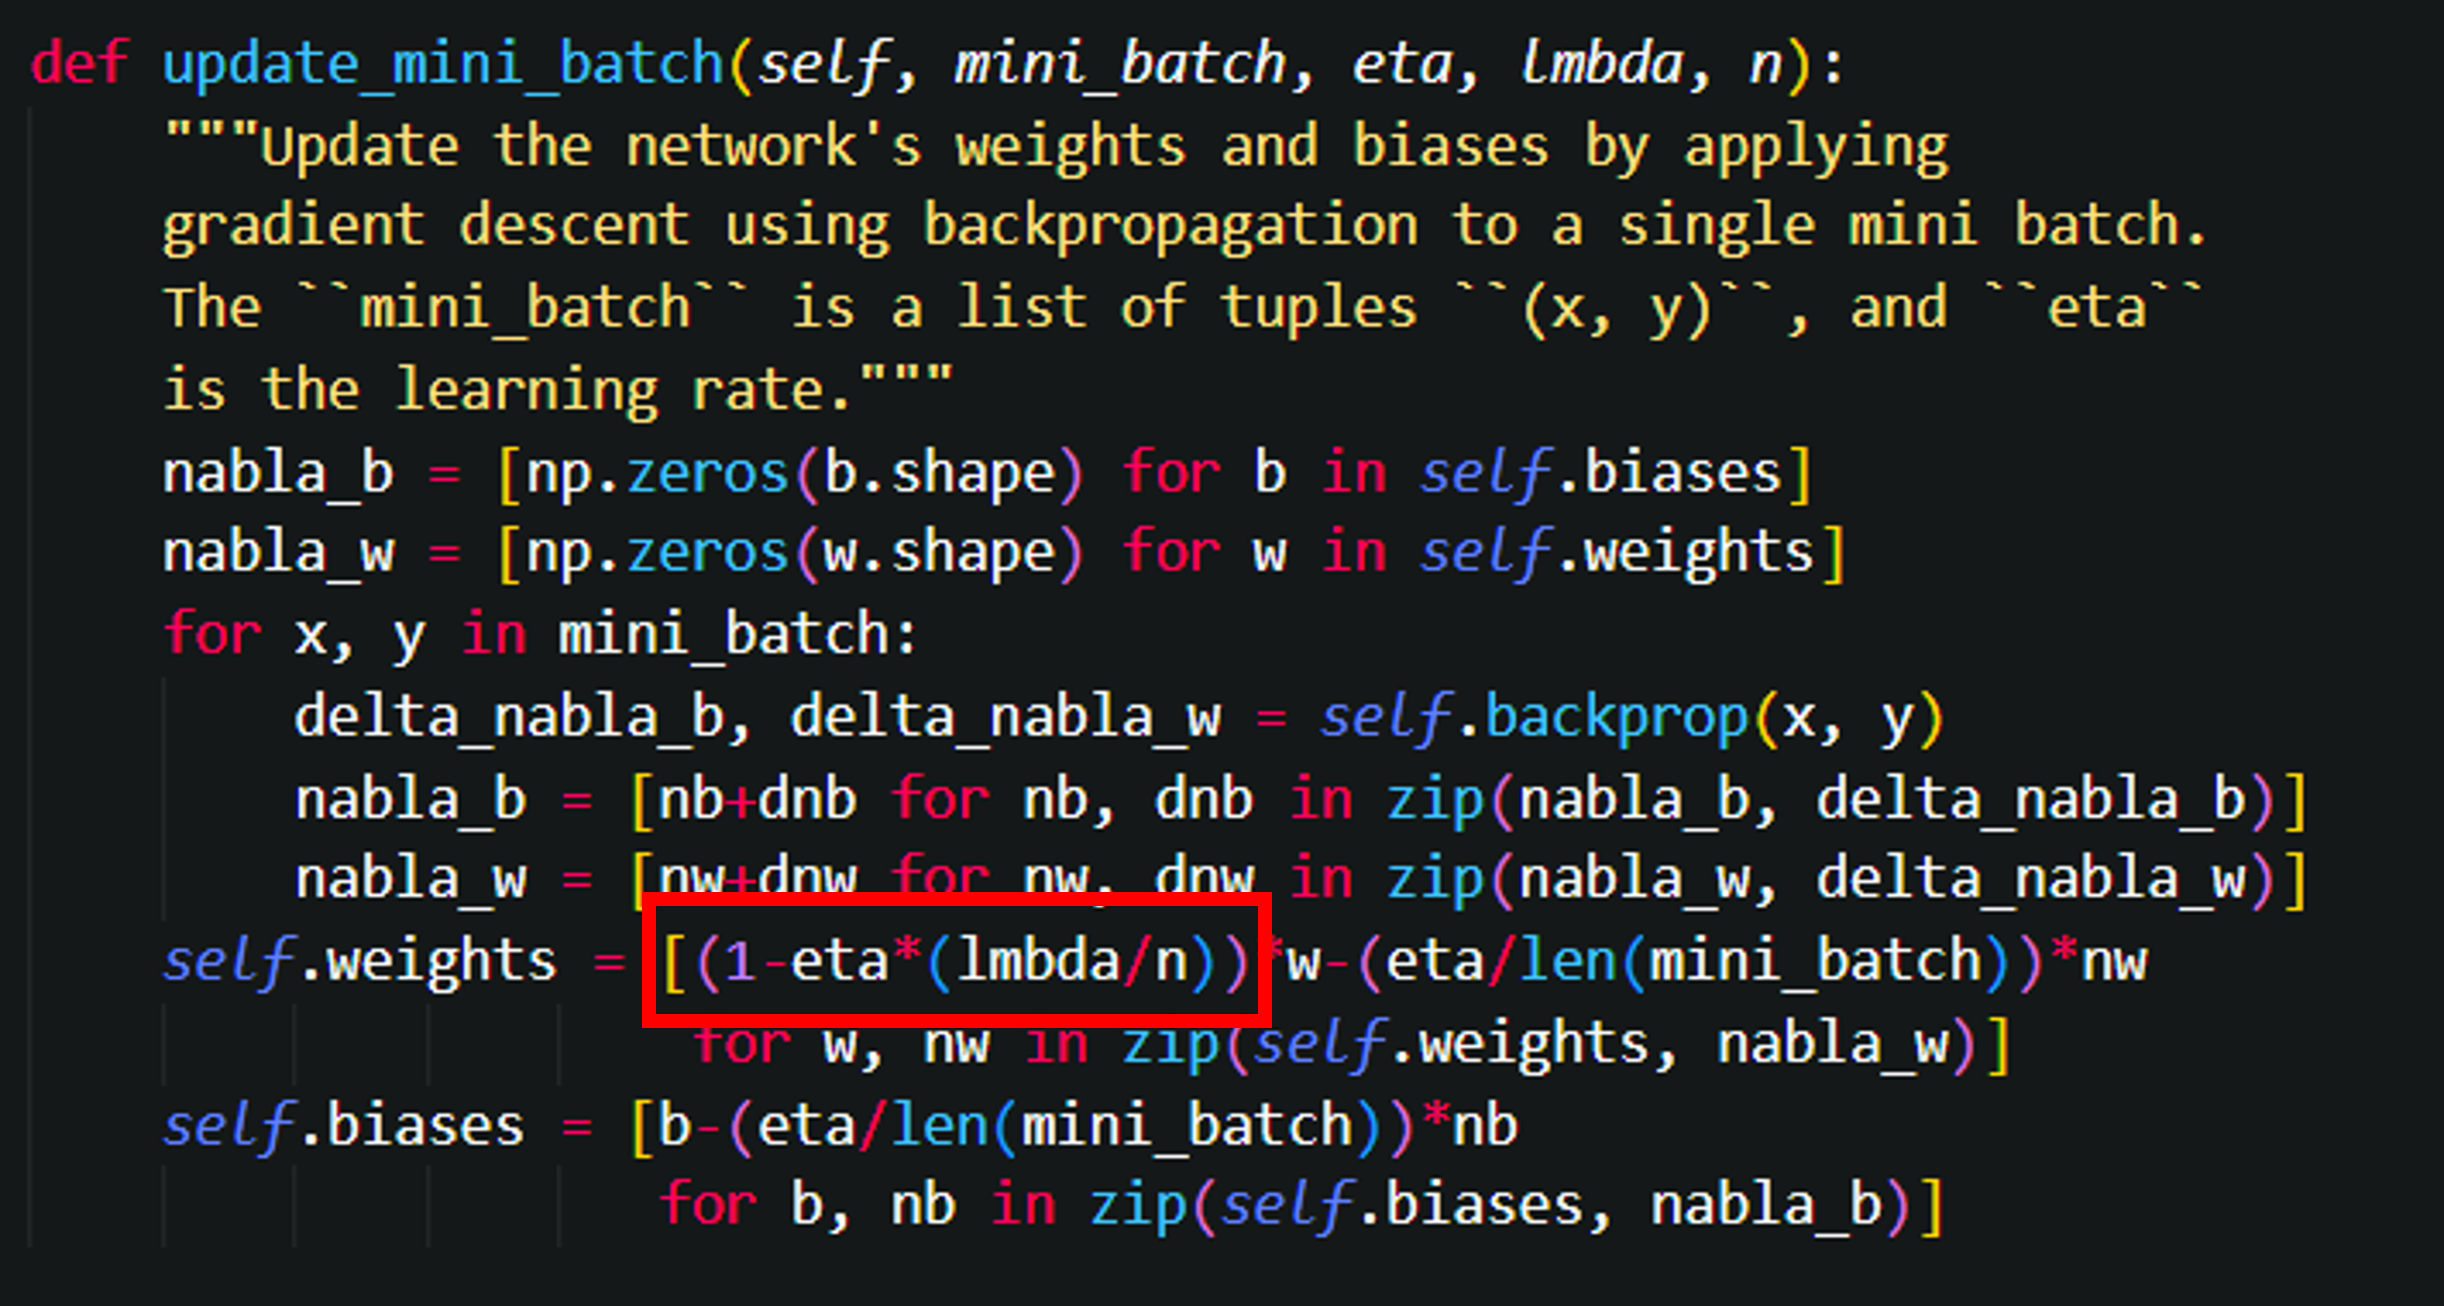 def update_mini_batch(self, mini_batch, eta, lmbda, n):
    """Update the network's weights and biases by applying
    gradient descent using backpropagation to a single mini batch.
    The ``mini_batch`` is a list of tuples ``(x, y)``, and ``eta``
    is the learning rate."""
    nabla_b = [np.zeros(b.shape) for b in self.biases]
    nabla_w = [np.zeros(w.shape) for w in self.weights]
    for x, y in mini_batch:
        delta_nabla_b, delta_nabla_w = self.backprop(x, y)
        nabla_b = [nb+dnb for nb, dnb in zip(nabla_b, delta_nabla_b)]
        nabla_w = [nw+dnw for nw, dnw in zip(nabla_w, delta_nabla_w)]
    self.weights = [(1-eta*(lmbda/n))*w-(eta/len(mini_batch))*nw
                    for w, nw in zip(self.weights, nabla_w)]
    self.biases = [b-(eta/len(mini_batch))*nb
                   for b, nb in zip(self.biases, nabla_b)]